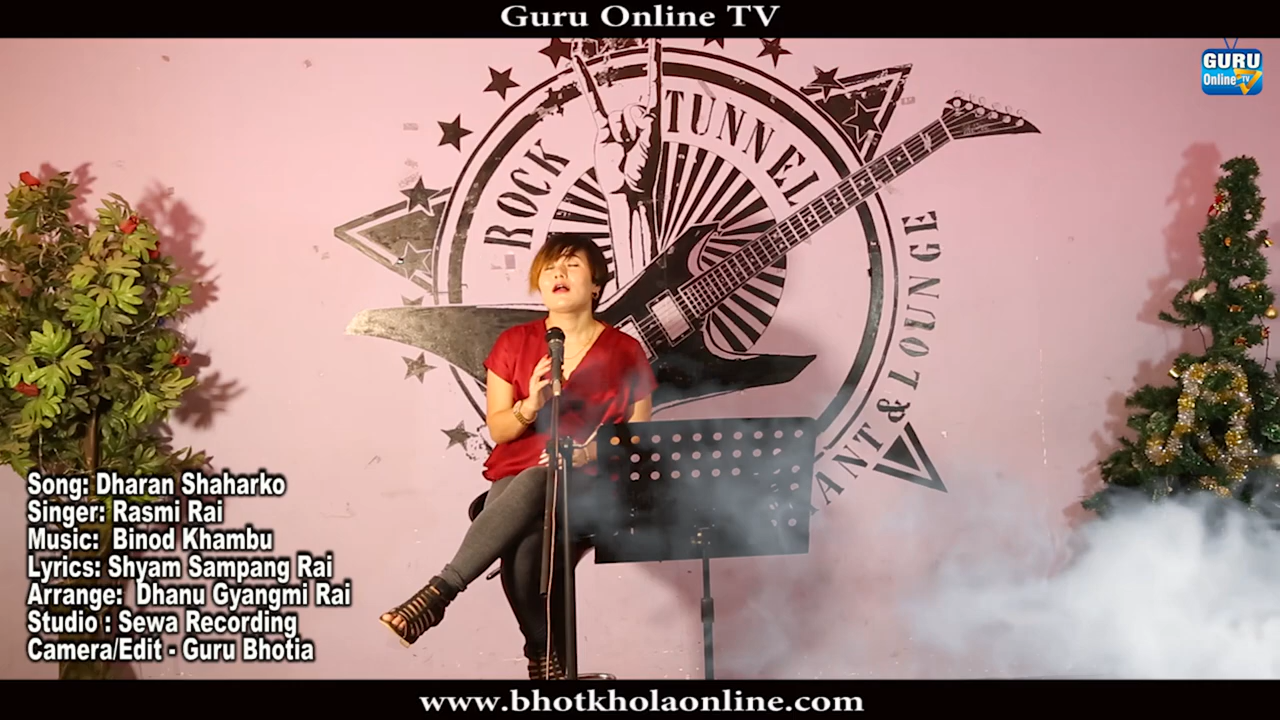 Guru Online TV
GURU
Online TV
ROCK TUNNEL
& LOUNGE
Song: Dharan Shaharko
Singer: Rasmi Rai
Music: Binod Khambu
Lyrics: Shyam Sampang Rai
Arrange: Dhanu Gyangmi Rai
Studio : Sewa Recording
Camera/Edit - Guru Bhotia
www.bhotkholaonline.com